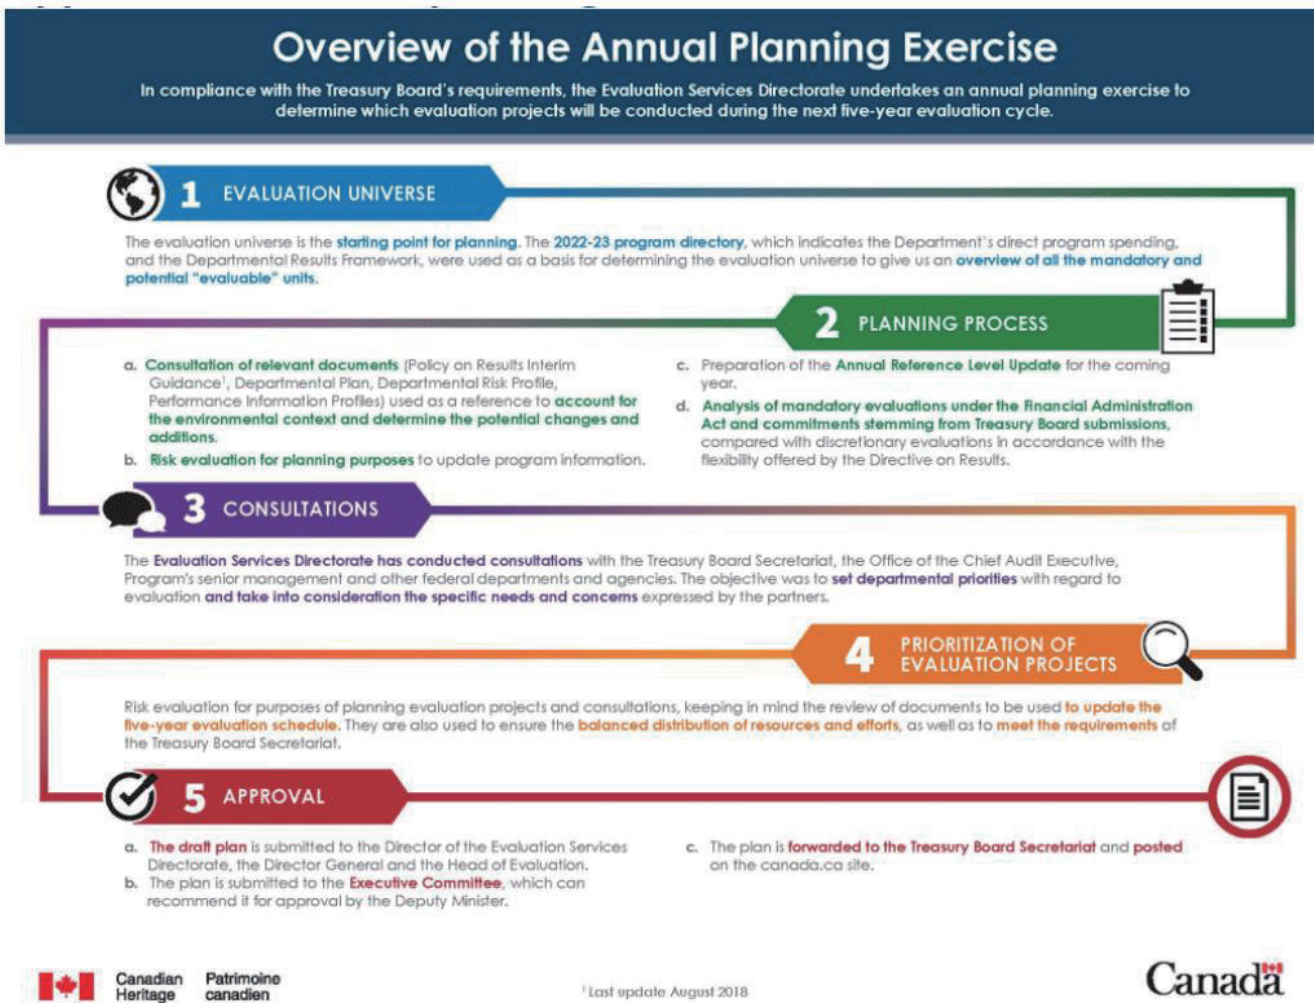 Overview of the Annual Planning Exercise
In compliance with the Treasury Board's requirements, the Evaluation Services Directorate undertakes an annual planning exercise to
determine which evaluation projects will be conducted during the next five-year evaluation cycle.
1 EVALUATION UNIVERSE
The evaluation universe is the starting point for planning. The 2022-23 program directory, which indicates the Department's direct program spending,
and the Departmental Results Framework, were used as a basis for determining the evaluation universe to give us an overview of all the mandatory and
potential "evaluable" units.
2 PLANNING PROCESS
a. Consultation of relevant documents (Policy on Results Interim
Guidance¹, Departmental Plan, Departmental Risk Profile,
Performance Information Profiles) used as a reference to account for
the environmental context and determine the potential changes and
additions.
b. Risk evaluation for planning purposes to update program information.
c. Preparation of the Annual Reference Level Update for the coming
year.
d. Analysis of mandatory evaluations under the Financial Administration
Act and commitments stemming from Treasury Board submissions,
compared with discretionary evaluations in accordance with the
flexibility offered by the Directive on Results.
3 CONSULTATIONS
The Evaluation Services Directorate has conducted consultations with the Treasury Board Secretariat, the Office of the Chief Audit Executive,
Program's senior management and other federal departments and agencies. The objective was to set departmental priorities with regard to
evaluation and take into consideration the specific needs and concerns expressed by the partners.
4 PRIORITIZATION OF
EVALUATION PROJECTS
Risk evaluation for purposes of planning evaluation projects and consultations, keeping in mind the review of documents to be used to update the
five-year evaluation schedule. They are also used to ensure the balanced distribution of resources and efforts, as well as to meet the requirements of
the Treasury Board Secretariat.
5 APPROVAL
a. The draft plan is submitted to the Director of the Evaluation Services
Directorate, the Director General and the Head of Evaluation.
b. The plan is submitted to the Executive Committee, which can
recommend it for approval by the Deputy Minister.
c. The plan is forwarded to the Treasury Board Secretariat and posted
on the canada.ca site.
Canadian Patrimoine
Heritage canadien
¹ Last update August 2018
Canada